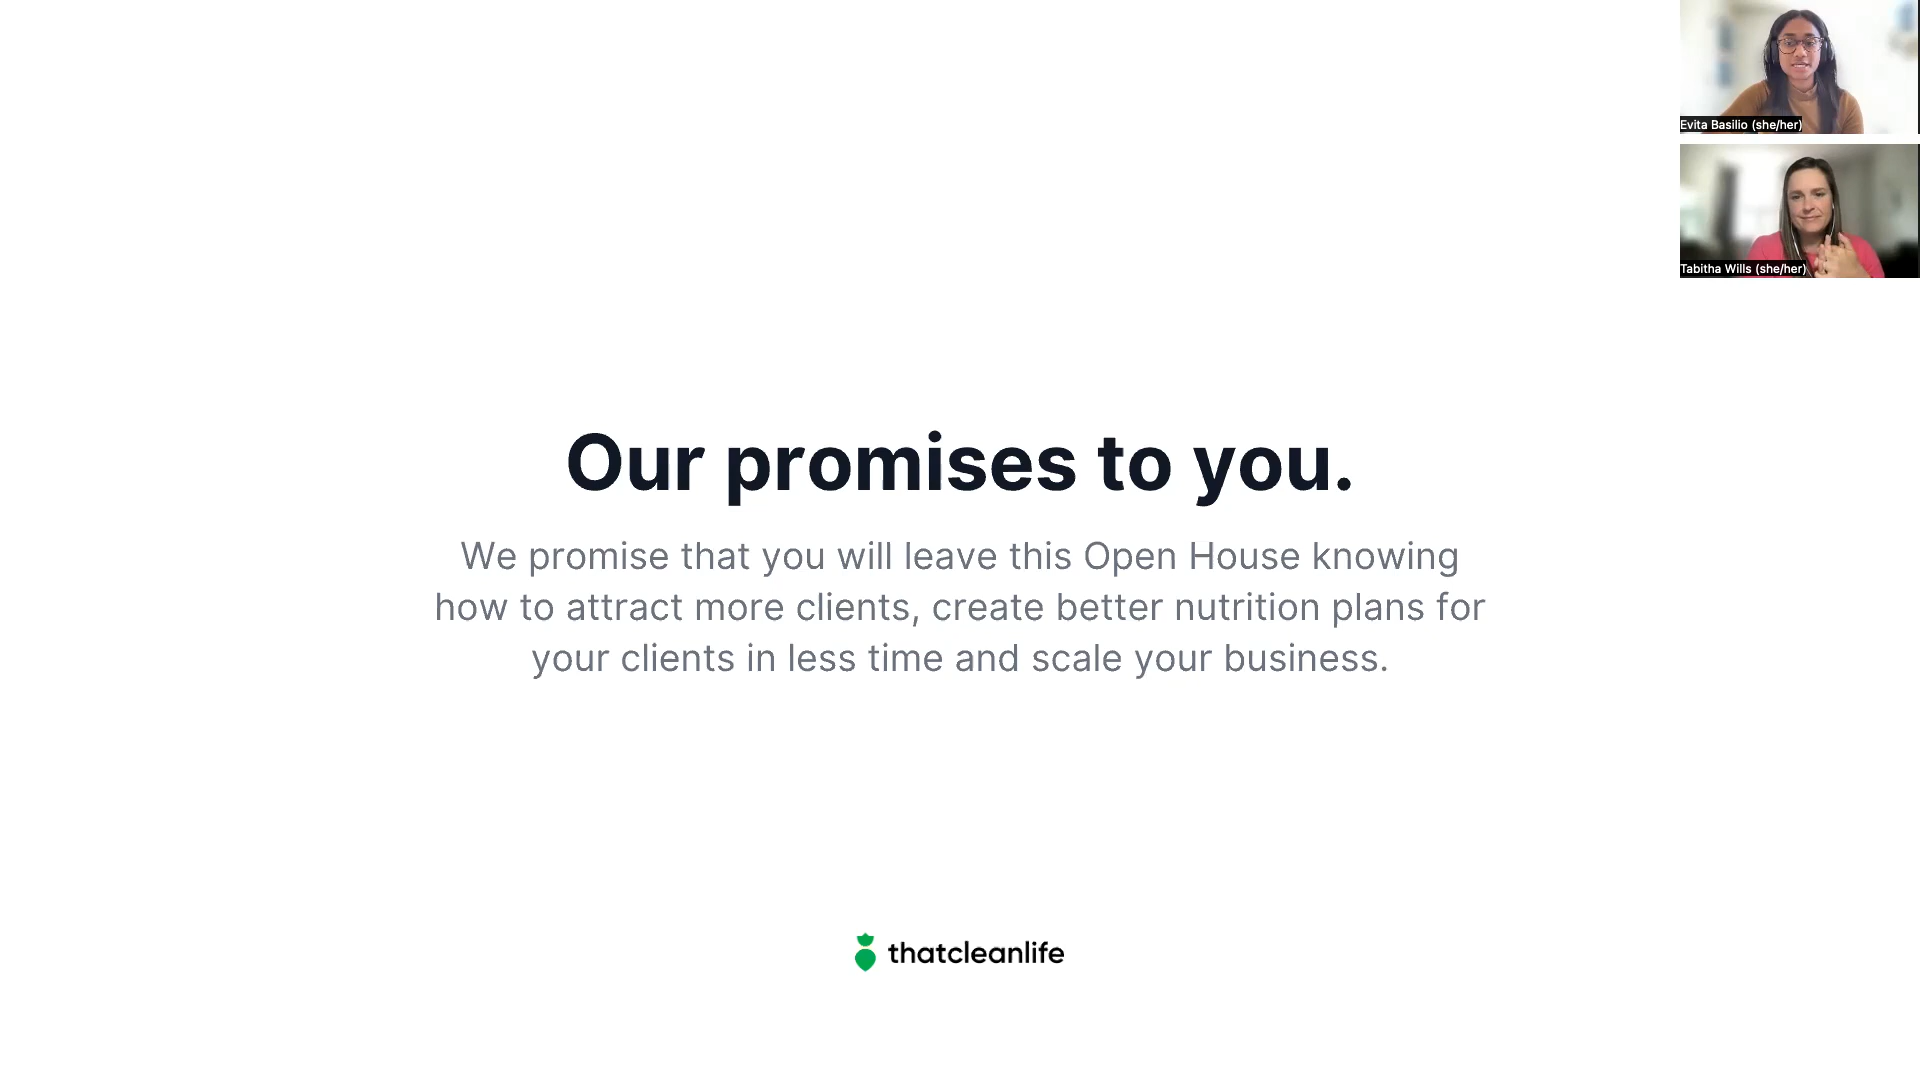 Evita Basilio (she/her)
Tabitha Wills (she/her)
Our promises to you.
We promise that you will leave this Open House knowing
how to attract more clients, create better nutrition plans for
your clients in less time and scale your business.
thatcleanlife